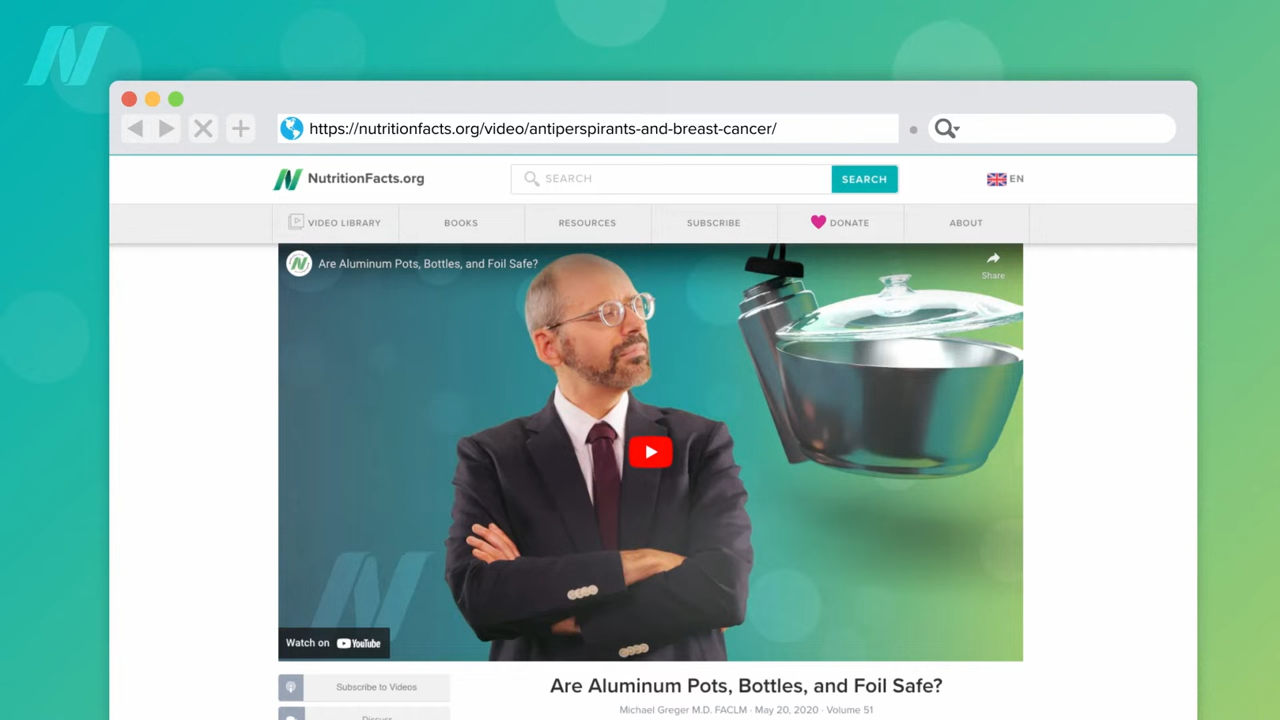 https://nutritionfacts.org/video/antiperspirants-and-breast-cancer/
NutritionFacts.org
SEARCH
SEARCH
EN
VIDEO LIBRARY
BOOKS
RESOURCES
SUBSCRIBE
DONATE
ABOUT
Are Aluminum Pots, Bottles, and Foil Safe?
Share
Watch on YouTube
Subscribe to Videos
Are Aluminum Pots, Bottles, and Foil Safe?
Michael Greger M.D. FACLM · May 20, 2020 · Volume 51
Discuss